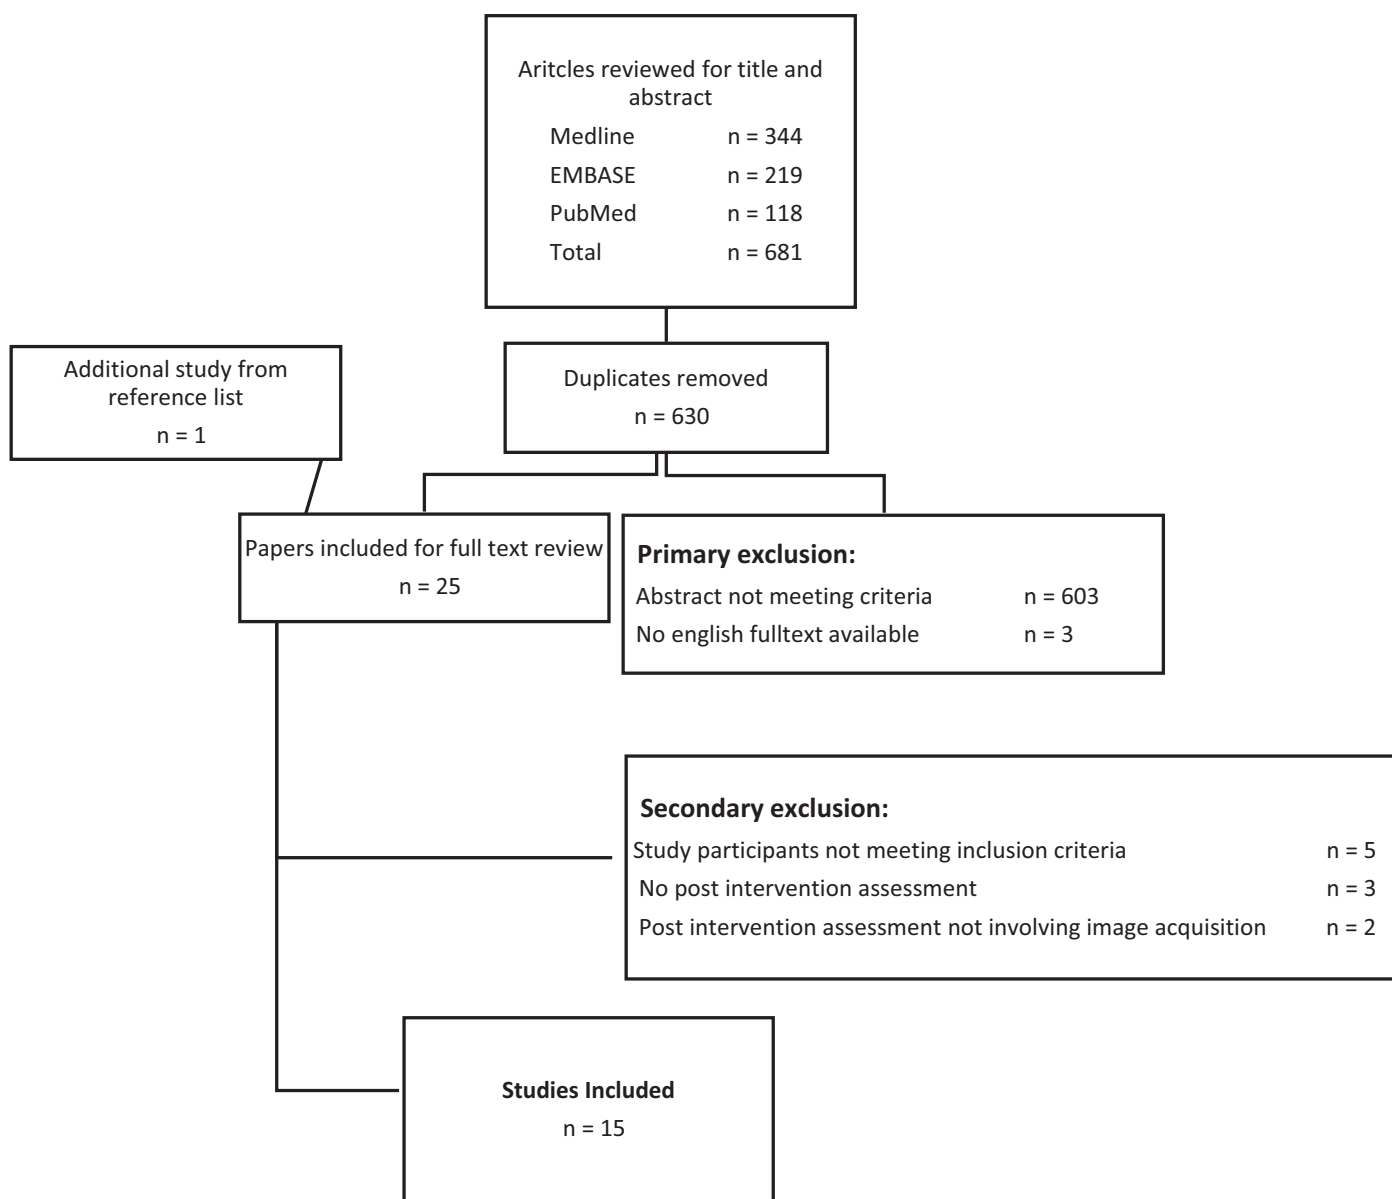 Aritcles reviewed for title and
abstract
Medline n = 344
EMBASE n = 219
PubMed n = 118
Total n = 681
Additional study from
reference list
n = 1
Duplicates removed
n = 630
Papers included for full text review
n = 25
Primary exclusion:
Abstract not meeting criteria n = 603
No english fulltext available n = 3
Secondary exclusion:
Study participants not meeting inclusion criteria n = 5
No post intervention assessment n = 3
Post intervention assessment not involving image acquisition n = 2
Studies Included
n = 15